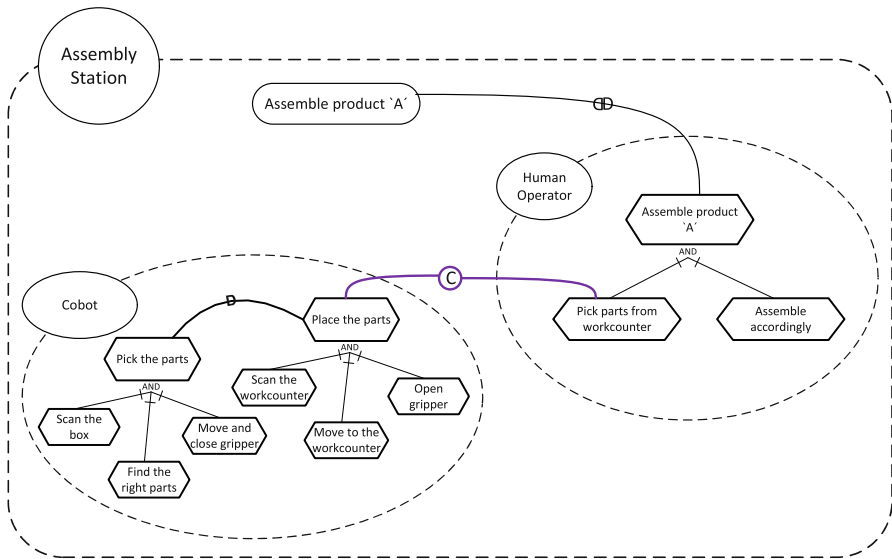 Assembly
Station
Assemble product `A´
D
Human
Operator
Assemble product
`A´
AND
Pick parts from
workcounter
Assemble
accordingly
C
Cobot
D
Place the parts
Pick the parts
AND
Scan the
workcounter
Open
gripper
Move to the
workcounter
AND
Scan the
box
Move and
close gripper
Find the
right parts